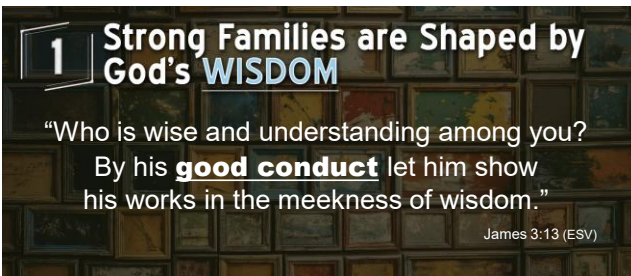 1
Strong Families are Shaped by
God's WISDOM
“Who is wise and understanding among you?
By his good conduct let him show
his works in the meekness of wisdom.”
James 3:13 (ESV)